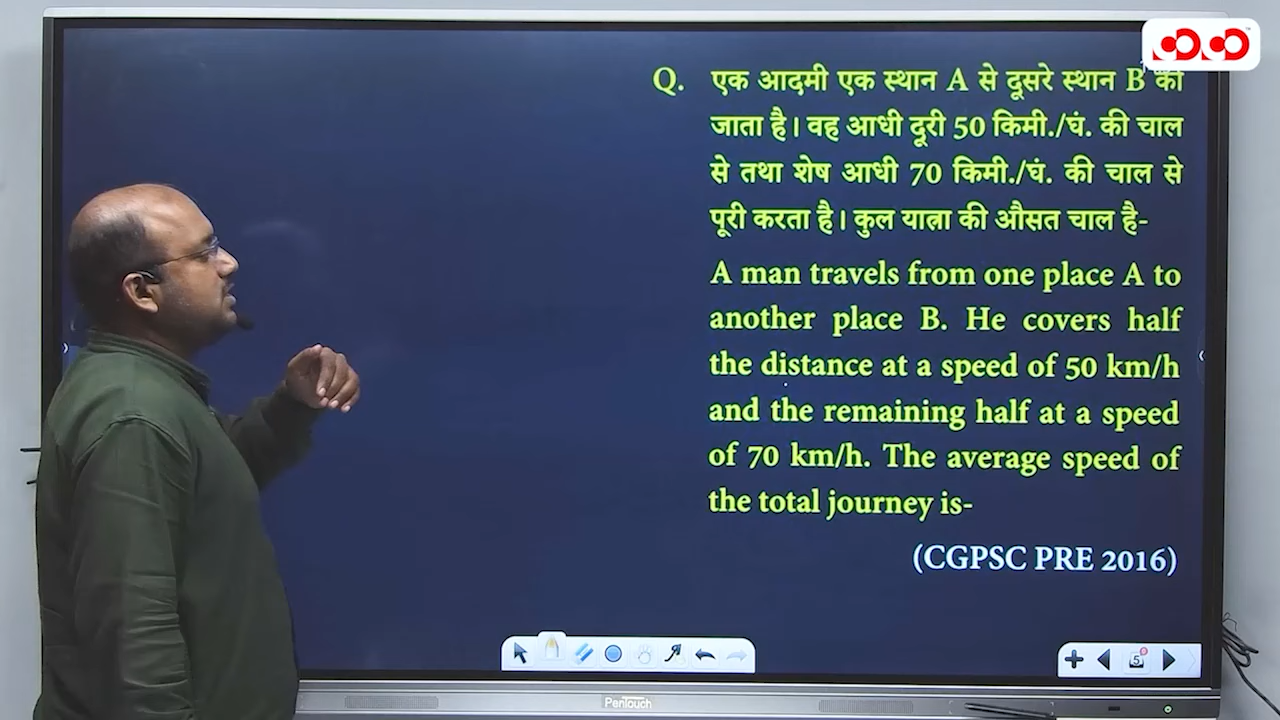 Q. एक आदमी एक स्थान A से दूसरे स्थान B को
जाता है। वह आधी दूरी 50 किमी./घं. की चाल
से तथा शेष आधी 70 किमी./घं. की चाल से
पूरी करता है। कुल यात्रा की औसत चाल है-
A man travels from one place A to
another place B. He covers half
the distance at a speed of 50 km/h
and the remaining half at a speed
of 70 km/h. The average speed of
the total journey is-
(CGPSC PRE 2016)
5
Pentouch